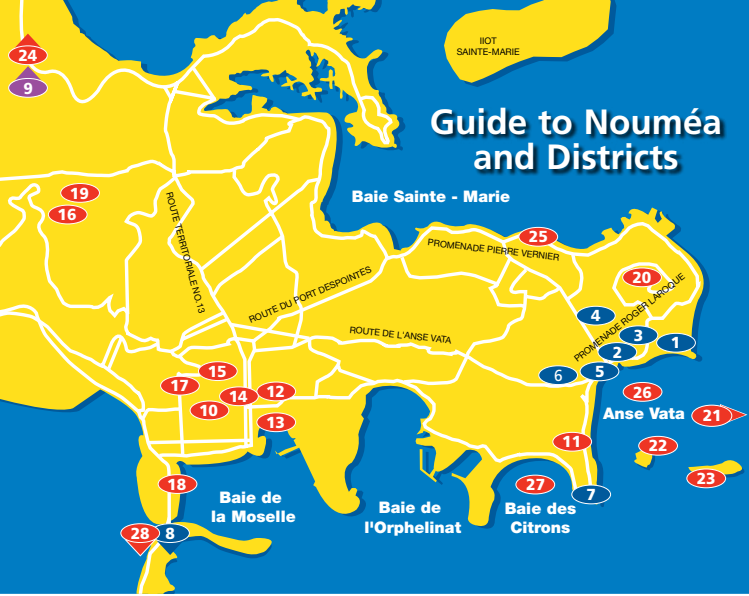 IIOT
SAINTE-MARIE
24
9
Guide to Nouméa
and Districts
19
16
Baie Sainte - Marie
ROUTE TERRITORIALE NO.13
25
PROMENADE PIERRE VERNIER
20
ROUTE DU PORT DESPOINTES
PROMENADE ROGER LAROQUE
4
ROUTE DE L'ANSE VATA
3
1
2
15
5
6
17
14
12
26
10
Anse Vata
21
13
11
22
23
18
27
7
Baie de
la Moselle
Baie de
l'Orphelinat
Baie des
Citrons
28
8